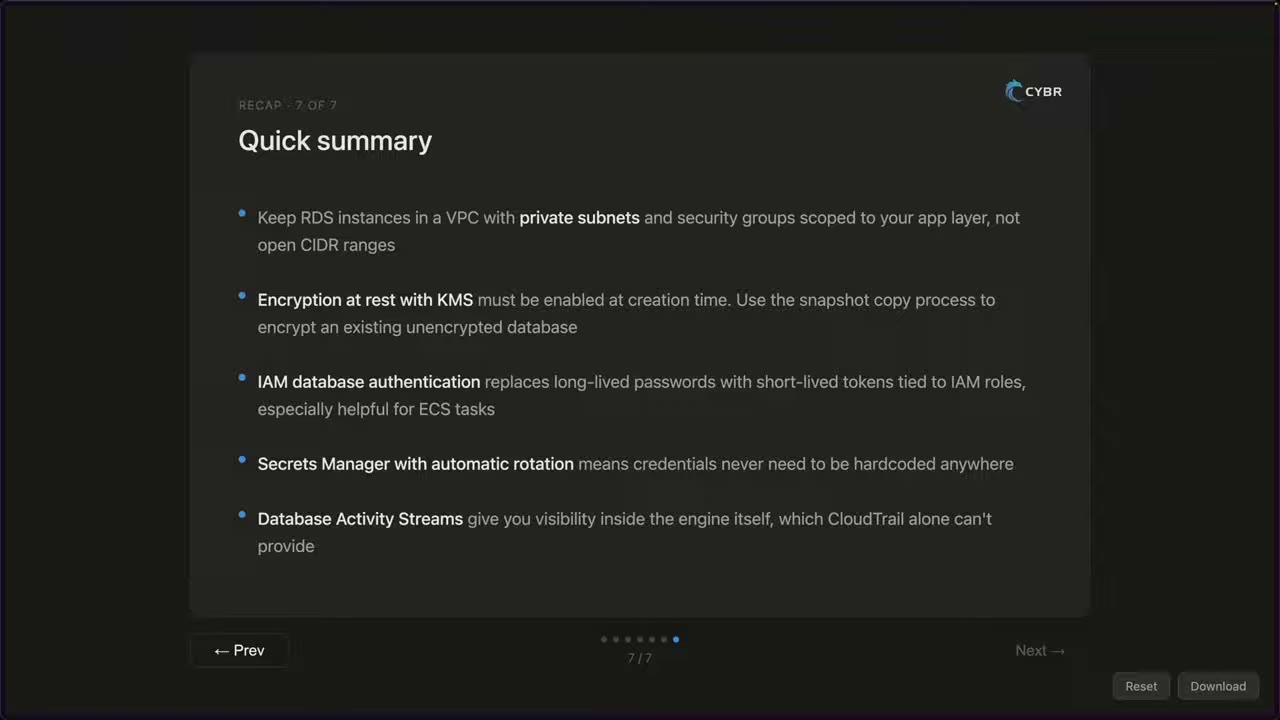 CYBR
RECAP - 7 OF 7
Quick summary
Keep RDS instances in a VPC with private subnets and security groups scoped to your app layer, not
open CIDR ranges
Encryption at rest with KMS must be enabled at creation time. Use the snapshot copy process to
encrypt an existing unencrypted database
IAM database authentication replaces long-lived passwords with short-lived tokens tied to IAM roles,
especially helpful for ECS tasks
Secrets Manager with automatic rotation means credentials never need to be hardcoded anywhere
Database Activity Streams give you visibility inside the engine itself, which CloudTrail alone can't
provide
← Prev
7 / 7
Next →
Reset
Download